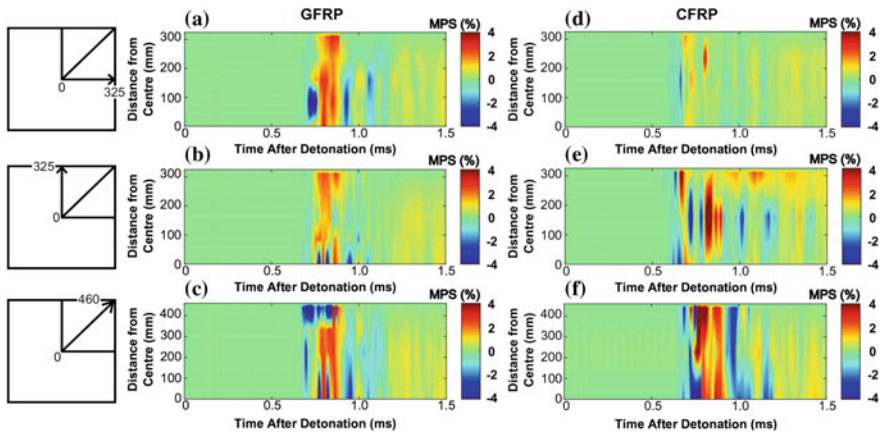 GFRP
CFRP
(a)
MPS (%)
(d)
MPS (%)
Distance from
Centre (mm)
300
200
100
0
4
2
0
-2
-4
Distance from
Centre (mm)
300
200
100
0
4
2
0
-2
-4
0
325
0
0.5
1.0
1.5
Time After Detonation (ms)
0
0.5
1.0
1.5
Time After Detonation (ms)
(b)
MPS (%)
(e)
MPS (%)
325
0
Distance from
Centre (mm)
300
200
100
0
4
2
0
-2
-4
Distance from
Centre (mm)
300
200
100
0
4
2
0
-2
-4
0
0.5
1.0
1.5
Time After Detonation (ms)
0
0.5
1.0
1.5
Time After Detonation (ms)
(c)
MPS (%)
(f)
MPS (%)
460
0
Distance from
Centre (mm)
400
300
200
100
0
4
2
0
-2
-4
Distance from
Centre (mm)
400
300
200
100
0
4
2
0
-2
-4
0
0.5
1.0
1.5
Time After Detonation (ms)
0
0.5
1.0
1.5
Time After Detonation (ms)